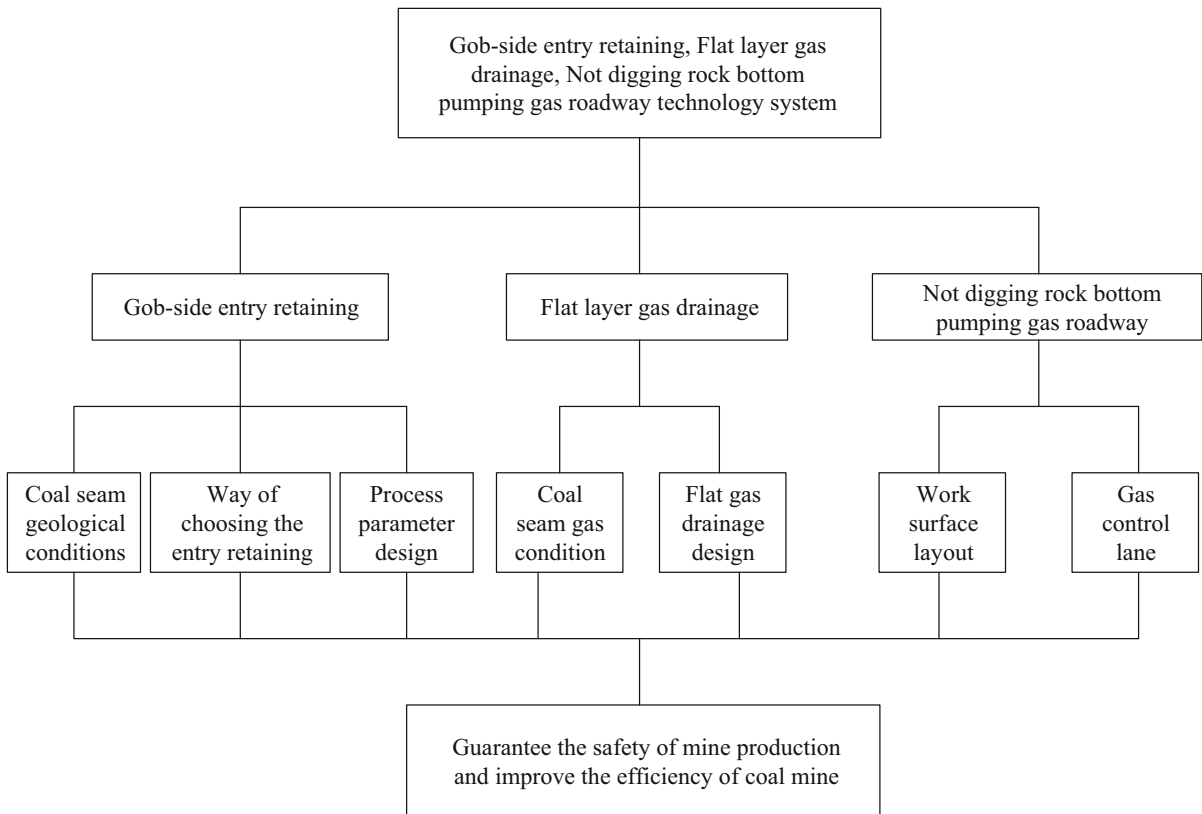 Gob-side entry retaining, Flat layer gas
drainage, Not digging rock bottom
pumping gas roadway technology system
Gob-side entry retaining
Flat layer gas drainage
Not digging rock bottom
pumping gas roadway
Coal seam
geological
conditions
Way of
choosing the
entry retaining
Process
parameter
design
Coal
seam gas
condition
Flat gas
drainage
design
Work
surface
layout
Gas
control
lane
Guarantee the safety of mine production
and improve the efficiency of coal mine